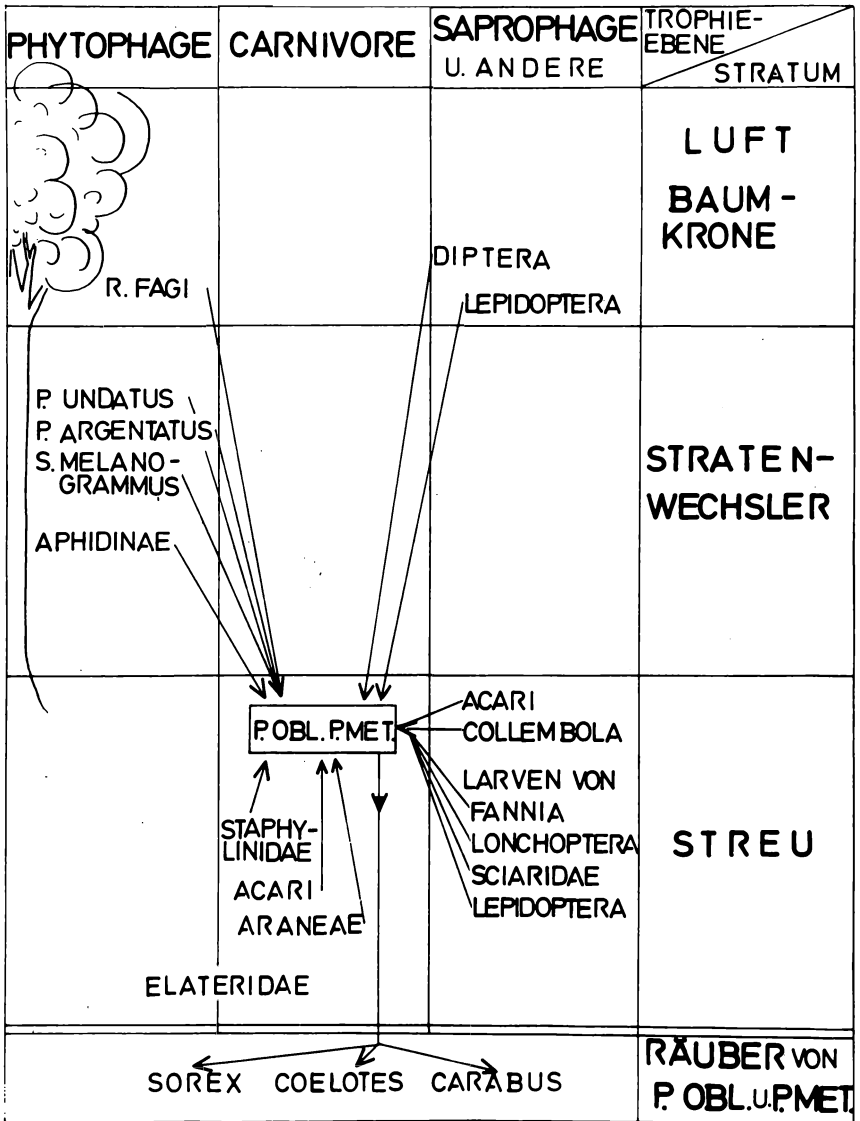 PHYTOPHAGE
CARNIVORE
SAPROPHAGE
U. ANDERE
TROPHIE-
EBENE
STRATUM
LUFT
BAUM-
KRONE
R. FAGI
DIPTERA
LEPIDOPTERA
P. UNDATUS
P. ARGENTATUS
S. MELANO-
GRAMMUS
APHIDINAE
STRATEN-
WECHSLER
P. OBL. P. MET.
ACARI
COLLEMBOLA
LARVEN VON
FANNIA
LONCHOPTERA
SCIARIDAE
LEPIDOPTERA
STAPHY-
LINIDAE
ACARI
ARANEAE
ELATERIDAE
STREU
SOREX
COELOTES
CARABUS
RÄUBER VON
P. OBL. U. P. MET.